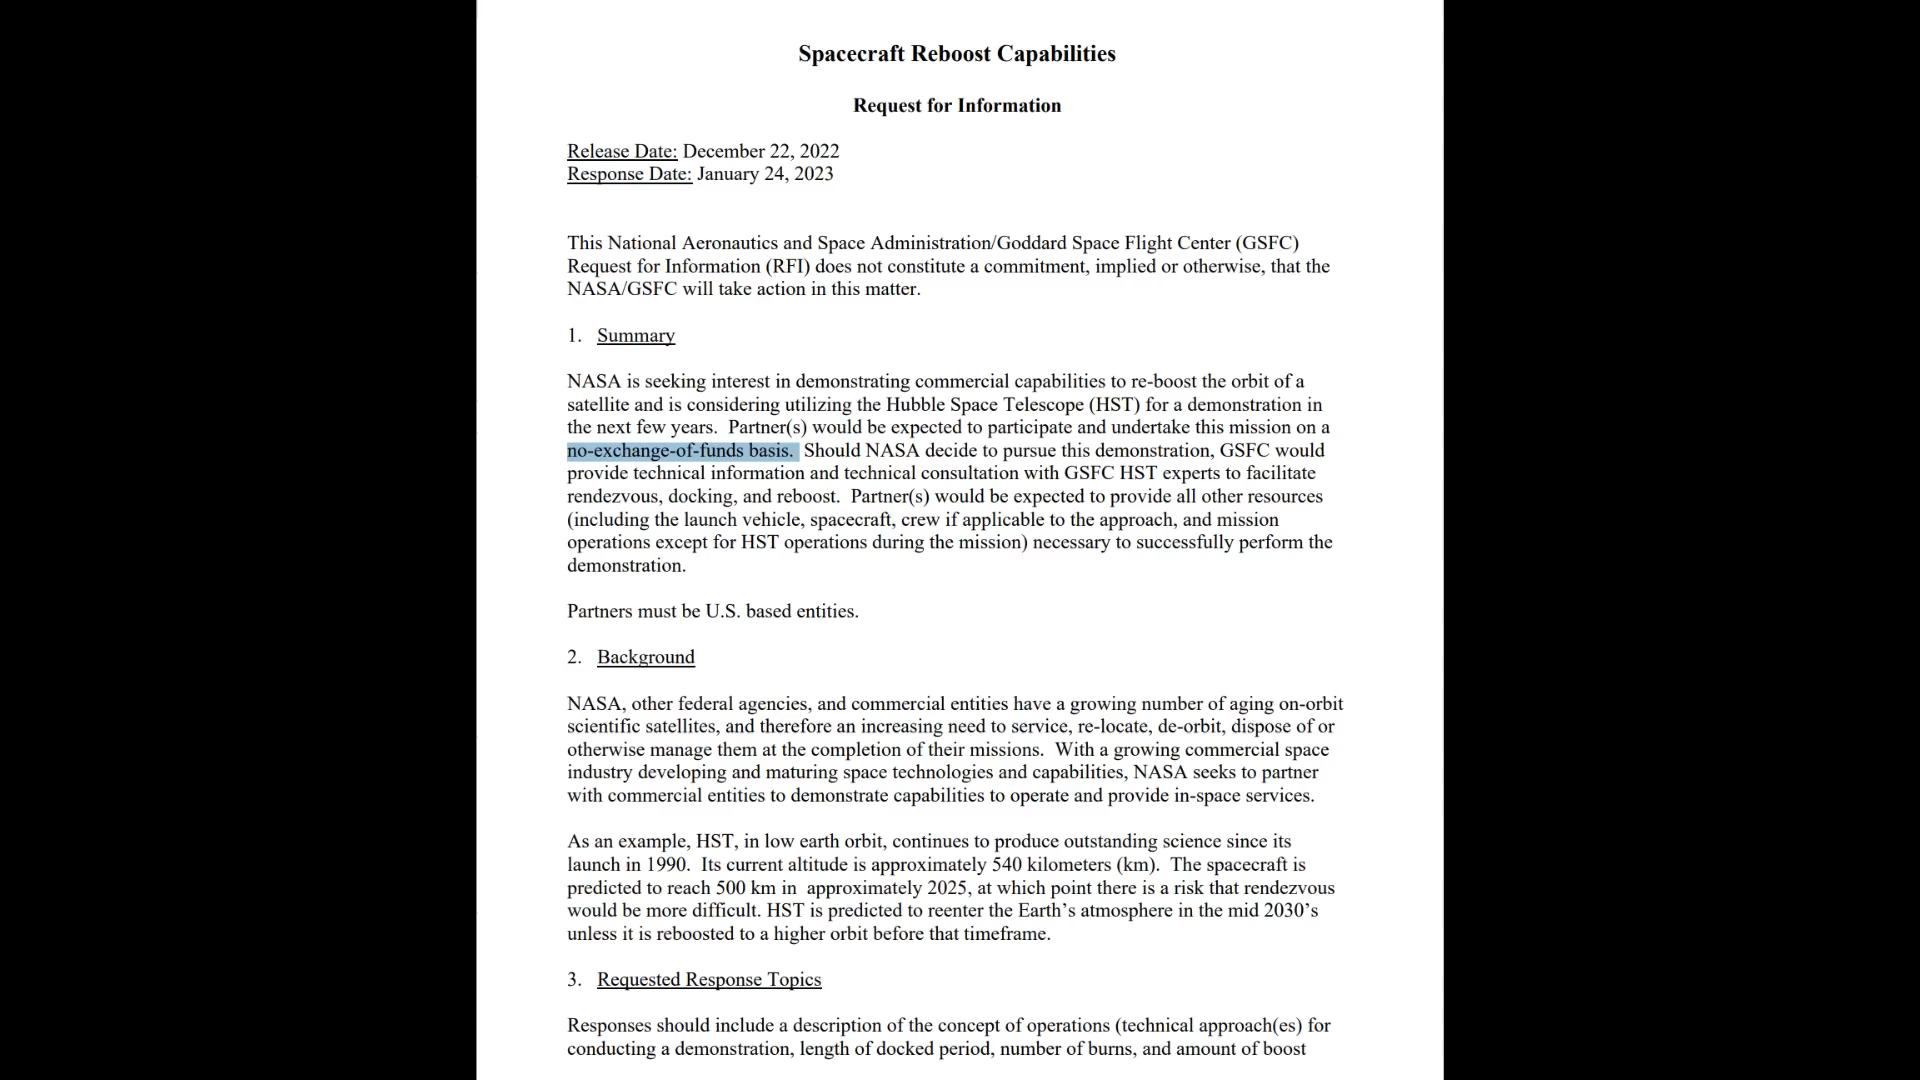 Spacecraft Reboost Capabilities
Request for Information
Release Date: December 22, 2022
Response Date: January 24, 2023
This National Aeronautics and Space Administration/Goddard Space Flight Center (GSFC)
Request for Information (RFI) does not constitute a commitment, implied or otherwise, that the
NASA/GSFC will take action in this matter.
1. Summary
NASA is seeking interest in demonstrating commercial capabilities to re-boost the orbit of a
satellite and is considering utilizing the Hubble Space Telescope (HST) for a demonstration in
the next few years. Partner(s) would be expected to participate and undertake this mission on a
no-exchange-of-funds basis. Should NASA decide to pursue this demonstration, GSFC would
provide technical information and technical consultation with GSFC HST experts to facilitate
rendezvous, docking, and reboost. Partner(s) would be expected to provide all other resources
(including the launch vehicle, spacecraft, crew if applicable to the approach, and mission
operations except for HST operations during the mission) necessary to successfully perform the
demonstration.
Partners must be U.S. based entities.
2. Background
NASA, other federal agencies, and commercial entities have a growing number of aging on-orbit
scientific satellites, and therefore an increasing need to service, re-locate, de-orbit, dispose of or
otherwise manage them at the completion of their missions. With a growing commercial space
industry developing and maturing space technologies and capabilities, NASA seeks to partner
with commercial entities to demonstrate capabilities to operate and provide in-space services.
As an example, HST, in low earth orbit, continues to produce outstanding science since its
launch in 1990. Its current altitude is approximately 540 kilometers (km). The spacecraft is
predicted to reach 500 km in approximately 2025, at which point there is a risk that rendezvous
would be more difficult. HST is predicted to reenter the Earth's atmosphere in the mid 2030's
unless it is reboosted to a higher orbit before that timeframe.
3. Requested Response Topics
Responses should include a description of the concept of operations (technical approach(es) for
conducting a demonstration, length of docked period, number of burns, and amount of boost